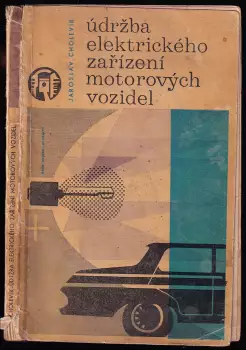 JAROSLAV CHOLEVÍK
údržba
elektrického
zařízení
motorových
vozidel